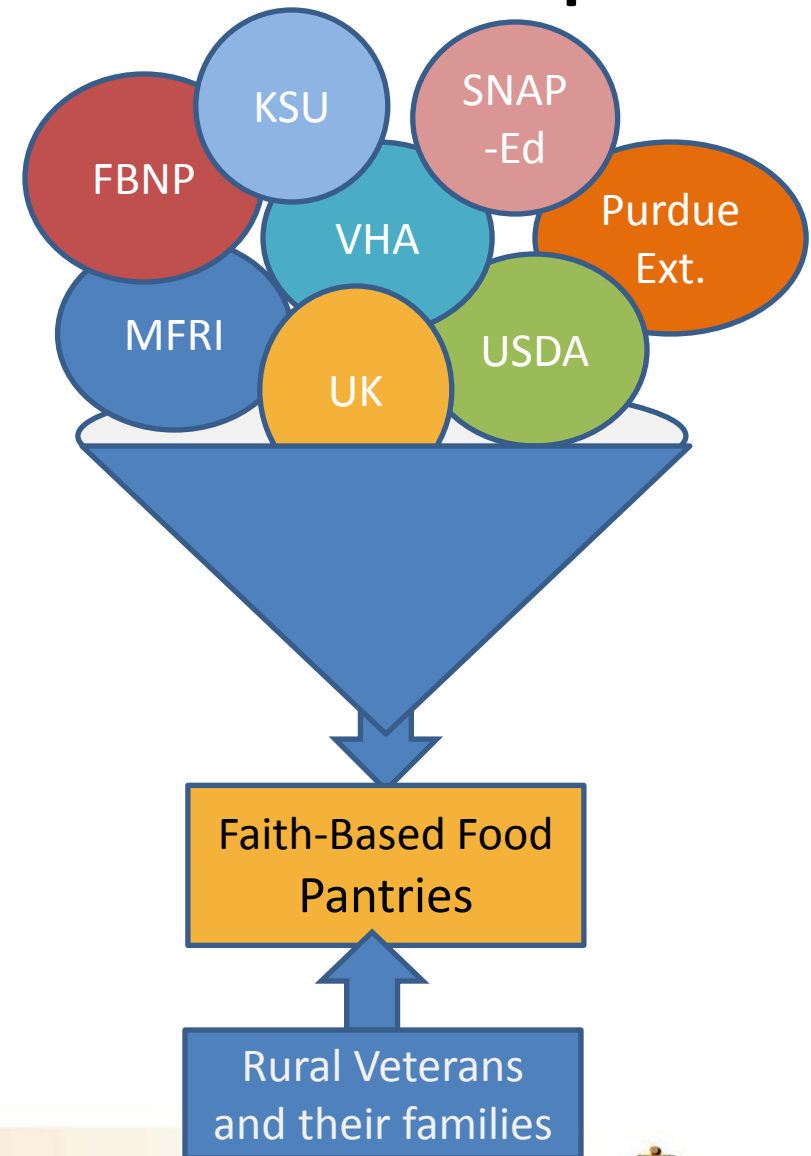 KSU
SNAP
-Ed
FBNP
Purdue
Ext.
VHA
MFRI
USDA
UK
Faith-Based Food
Pantries
Rural Veterans
and their families